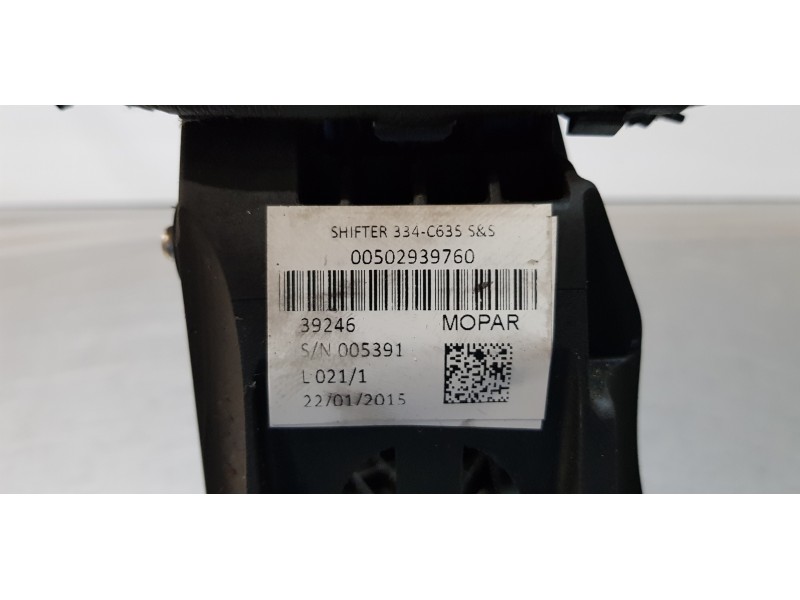 SHIFTER 334-C635 S&S
00502939760
39246 MOPAR
S/N 005391
L 021/1
22/01/2015